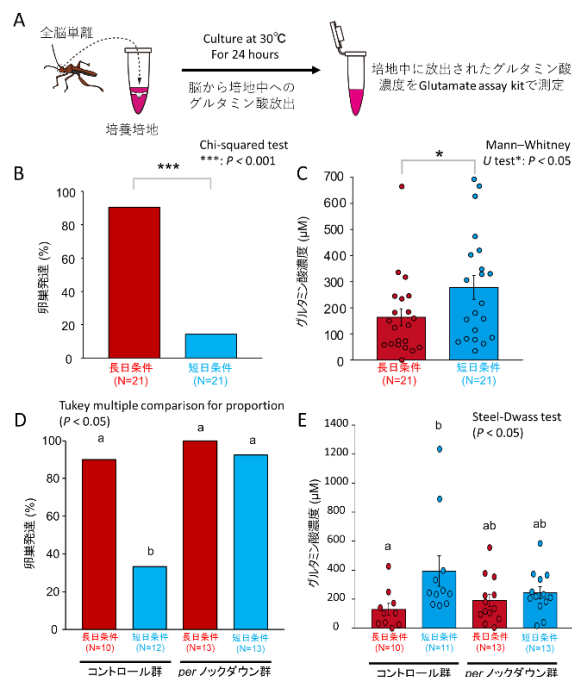 A
全脳単離
Culture at 30℃
For 24 hours
脳から培地中への
グルタミン酸放出
培養培地
培地中に放出されたグルタミン酸
濃度をGlutamate assay kitで測定
Chi-squared test
***: P < 0.001
B
***
卵巣発達 (%)
100
80
60
40
20
0
長日条件
(N=21)
短日条件
(N=21)
Mann–Whitney
U test*: P < 0.05
C
*
グルタミン酸濃度 (μM)
700
600
500
400
300
200
100
0
長日条件
(N=21)
短日条件
(N=21)
D
Tukey multiple comparison for proportion
(P < 0.05)
a
b
a
a
卵巣発達 (%)
100
80
60
40
20
0
長日条件
(N=10)
短日条件
(N=12)
長日条件
(N=13)
短日条件
(N=13)
コントロール群
perノックダウン群
E
Steel-Dwass test
(P < 0.05)
a
b
ab
ab
グルタミン酸濃度 (μM)
1400
1200
1000
800
600
400
200
0
長日条件
(N=10)
短日条件
(N=11)
長日条件
(N=13)
短日条件
(N=13)
コントロール群
perノックダウン群